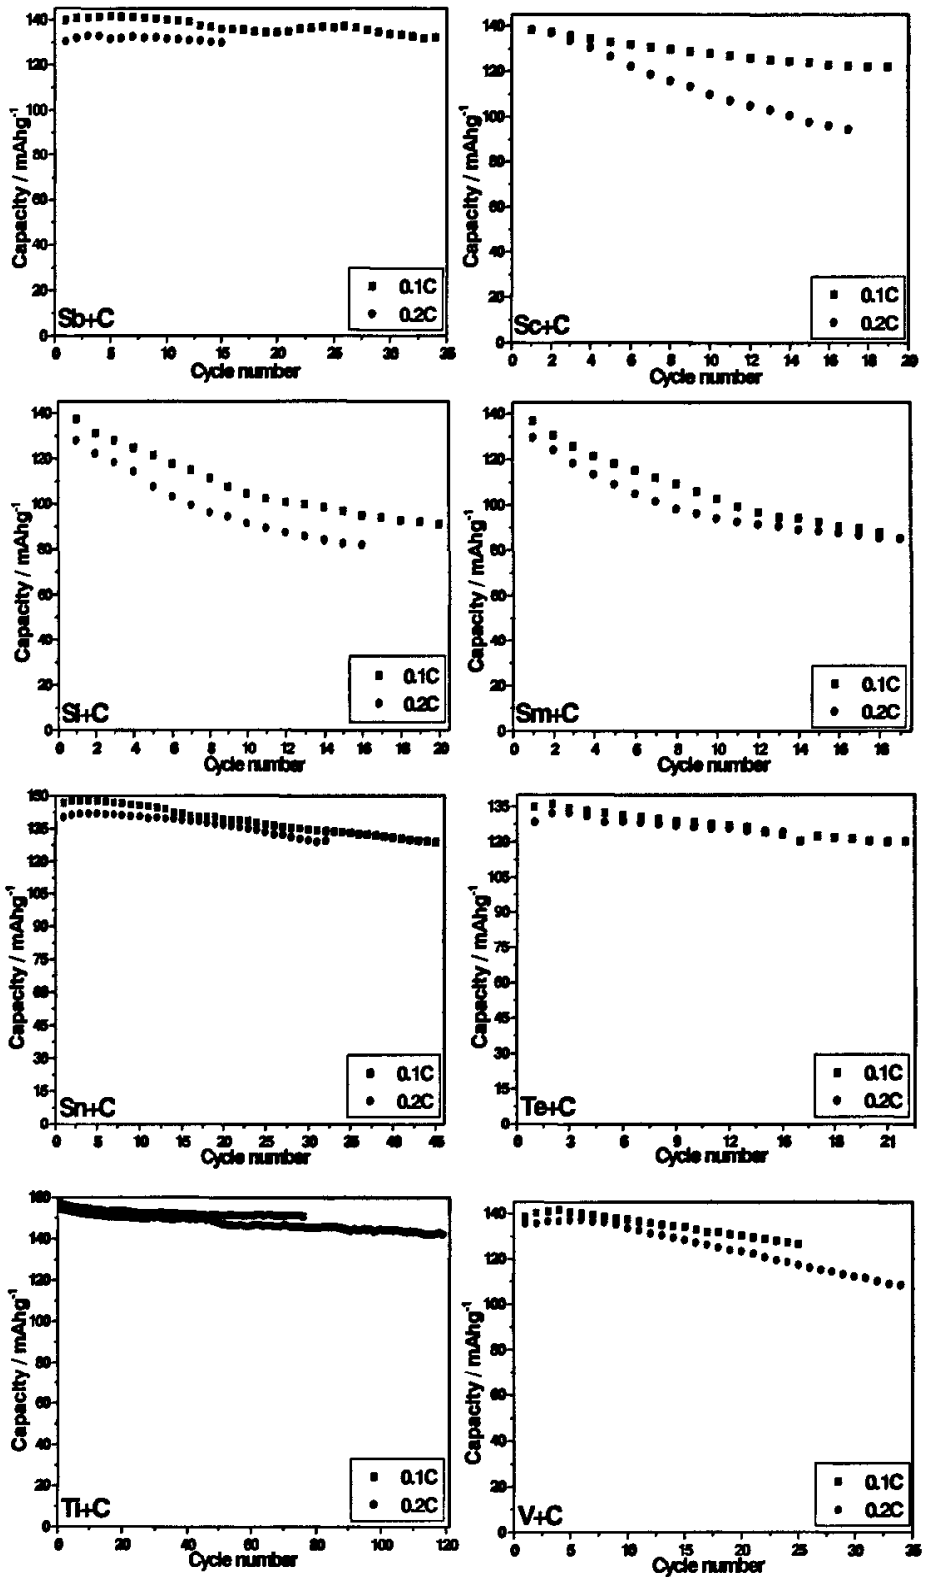 140
120
100
80
60
40
20
0
Capacity / mAhg⁻¹
0.1C
0.2C
Sb+C
0 5 10 15 20 25 30 35
Cycle number
140
120
100
80
60
40
20
0
Capacity / mAhg⁻¹
0.1C
0.2C
Sc+C
0 2 4 6 8 10 12 14 16 18 20
Cycle number
140
120
100
80
60
40
20
0
Capacity / mAhg⁻¹
0.1C
0.2C
Si+C
0 2 4 6 8 10 12 14 16 18 20
Cycle number
140
120
100
80
60
40
20
0
Capacity / mAhg⁻¹
0.1C
0.2C
Sm+C
0 2 4 6 8 10 12 14 16 18
Cycle number
150
135
120
105
90
75
60
45
30
15
0
Capacity / mAhg⁻¹
0.1C
0.2C
Sn+C
0 5 10 15 20 25 30 35 40 45
Cycle number
135
120
105
90
75
60
45
30
15
0
Capacity / mAhg⁻¹
0.1C
0.2C
Te+C
0 3 6 9 12 15 18 21
Cycle number
160
140
120
100
80
60
40
20
0
Capacity / mAhg⁻¹
0.1C
0.2C
Ti+C
0 20 40 60 80 100 120
Cycle number
140
120
100
80
60
40
20
0
Capacity / mAhg⁻¹
0.1C
0.2C
V+C
0 5 10 15 20 25 30 35
Cycle number